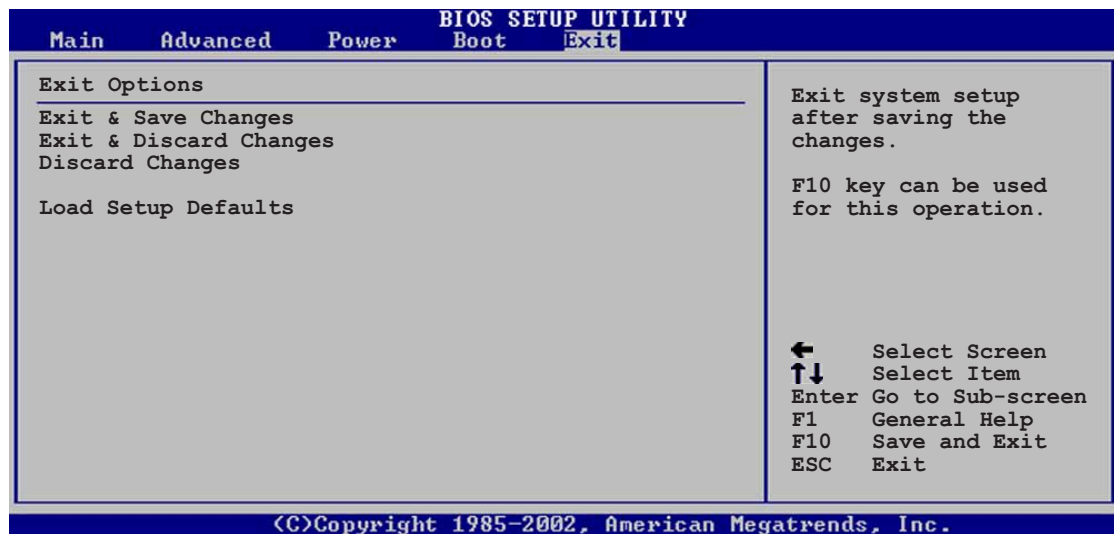 BIOS SETUP UTILITY
Main Advanced Power Boot Exit
Exit Options
Exit & Save Changes
Exit & Discard Changes
Discard Changes
Load Setup Defaults
Exit system setup
after saving the
changes.
F10 key can be used
for this operation.
← Select Screen
↑↓ Select Item
Enter Go to Sub-screen
F1 General Help
F10 Save and Exit
ESC Exit
(C)Copyright 1985-2002, American Megatrends, Inc.